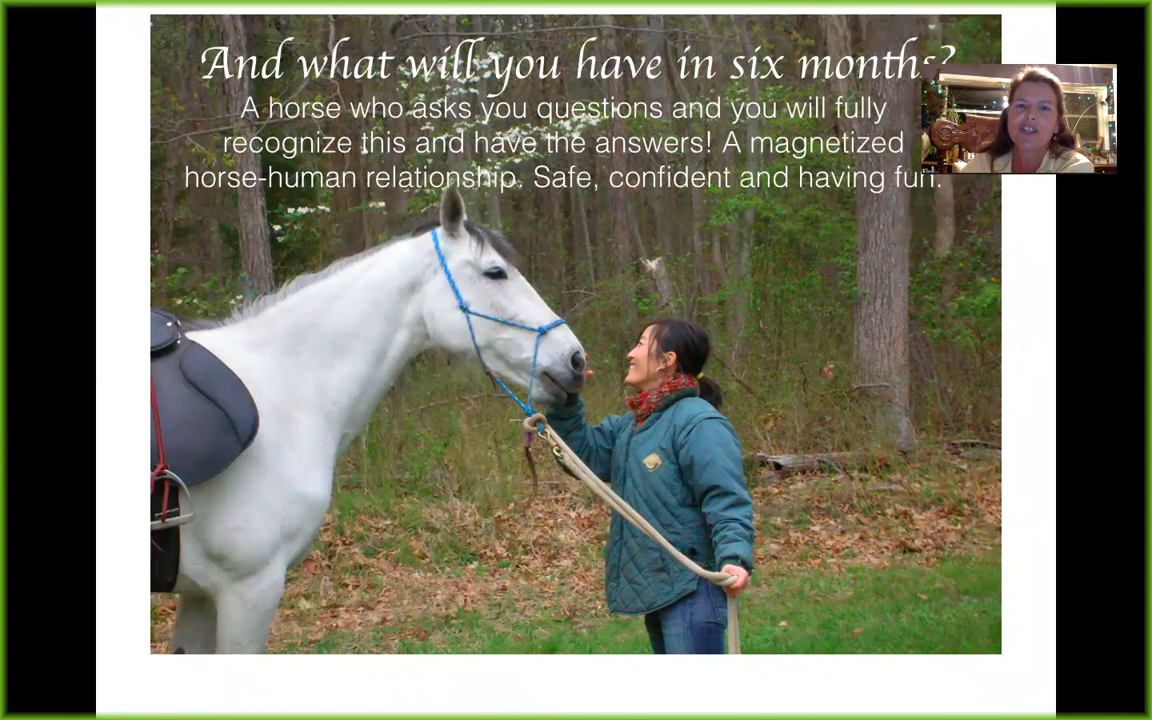 And what will you have in six months?
A horse who asks you questions and you will fully
recognize this and have the answers! A magnetized
horse-human relationship. Safe, confident and having fun.